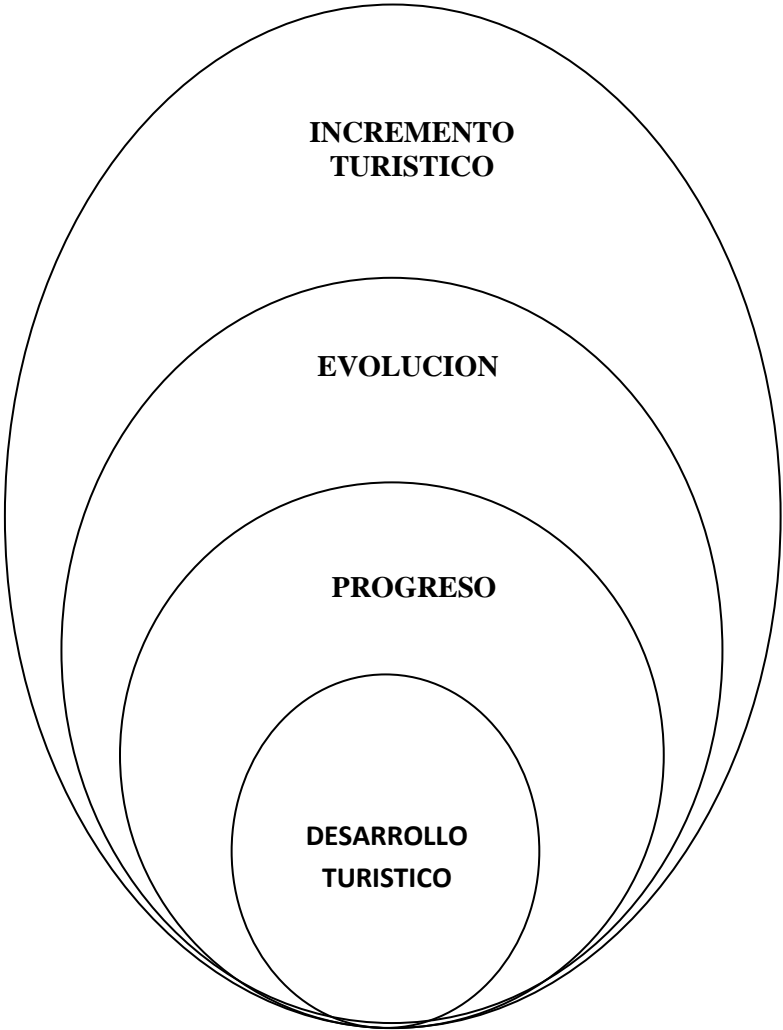 INCREMENTO
TURISTICO
EVOLUCION
PROGRESO
DESARROLLO
TURISTICO